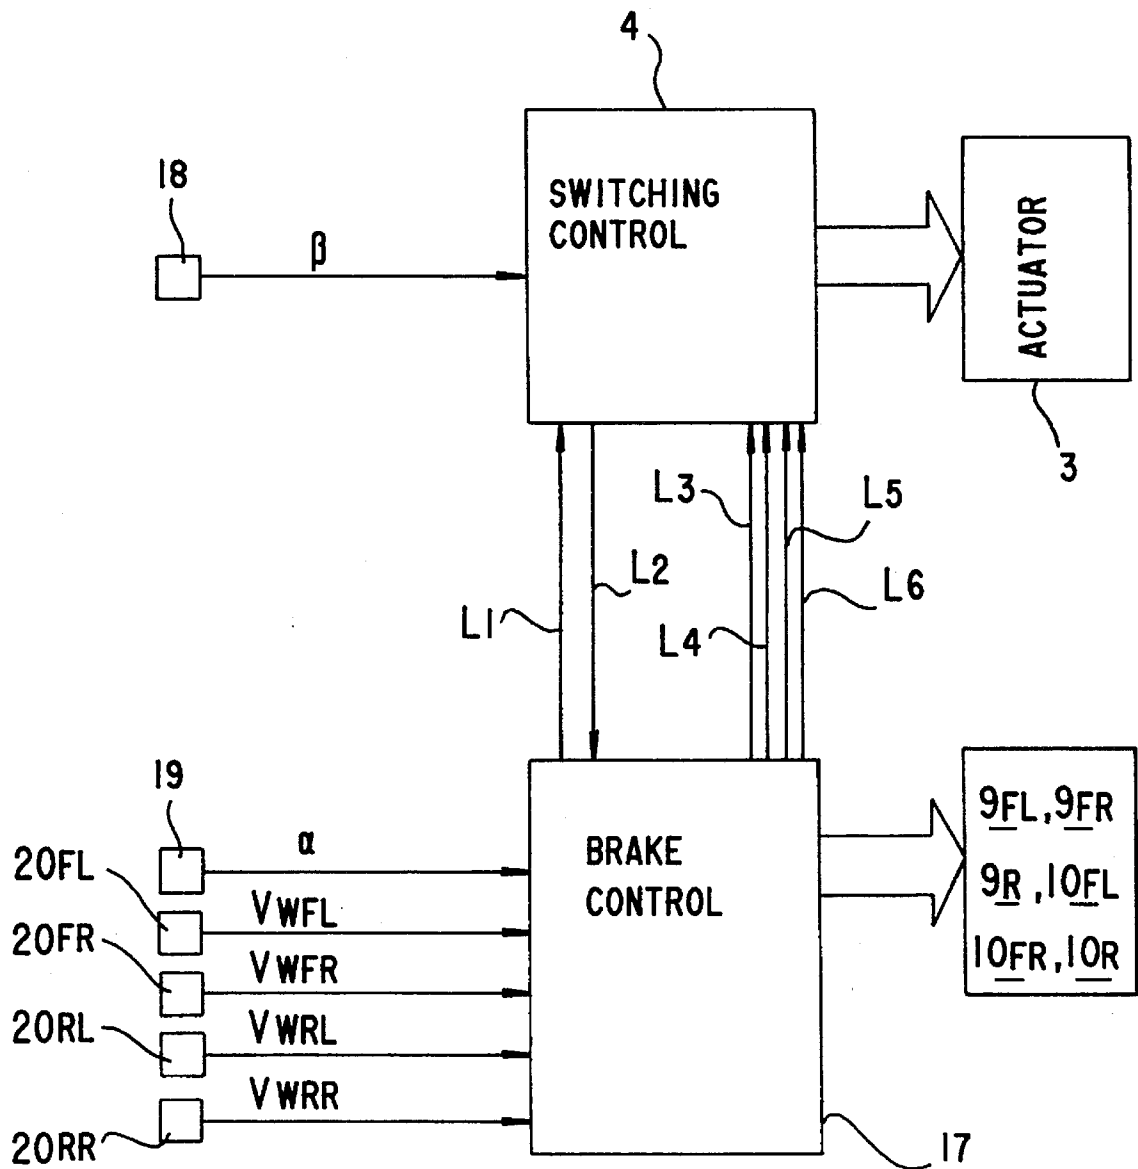 4
18
β
SWITCHING
CONTROL
ACTUATOR
3
L3
L5
L2
L6
L1
L4
19
α
20FL
VWFL
20FR
VWFR
20RL
VWRL
20RR
VWRR
BRAKE
CONTROL
9FL, 9FR
9R, 10FL
10FR, 10R
17